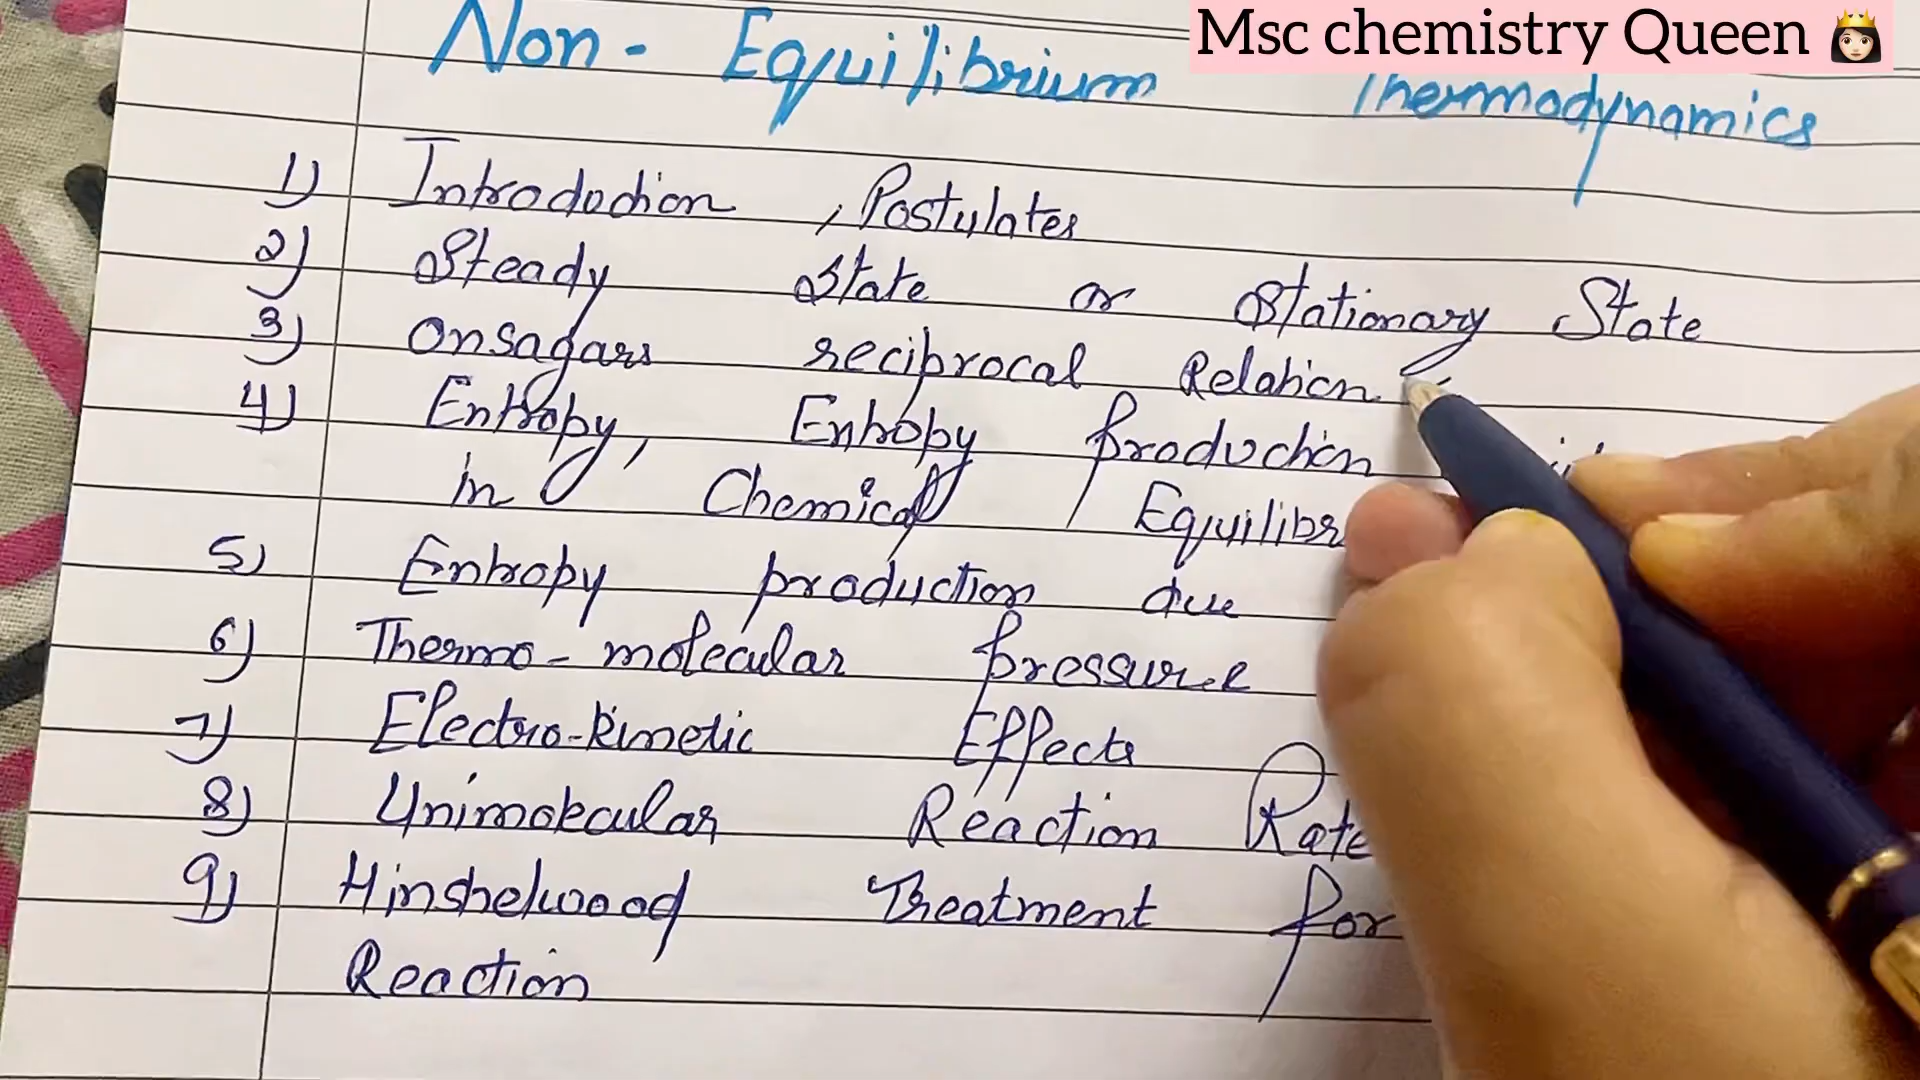 Msc chemistry Queen 👸🏻
Non - Equilibrium Thermodynamics
1) Introduction , Postulates
2) Steady State or Stationary State
3) Onsagars reciprocal Relation
4) Entropy, Entropy production
in Chemical Equilibr
5) Entropy production due
6) Thermo - molecular pressure
7) Electro-kinetic Effects
8) Unimolecular Reaction Rate
9) Hinshelwood Treatment for
Reaction